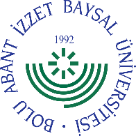 BOLU ABANT İZZET BAYSAL ÜNİVERSİTESİ •
1992